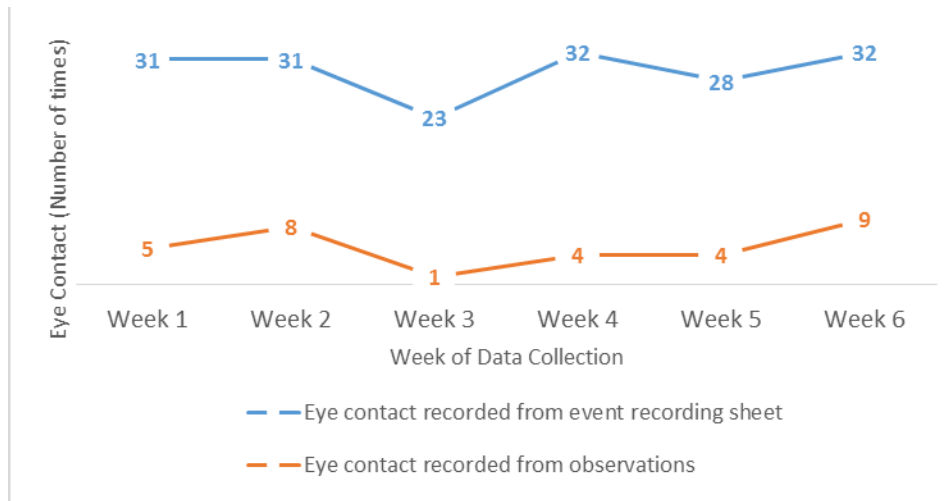 Eye Contact (Number of times)
31 31 23 32 28 32
5 8 1 4 4 9
Week 1 Week 2 Week 3 Week 4 Week 5 Week 6
Week of Data Collection
Eye contact recorded from event recording sheet
Eye contact recorded from observations